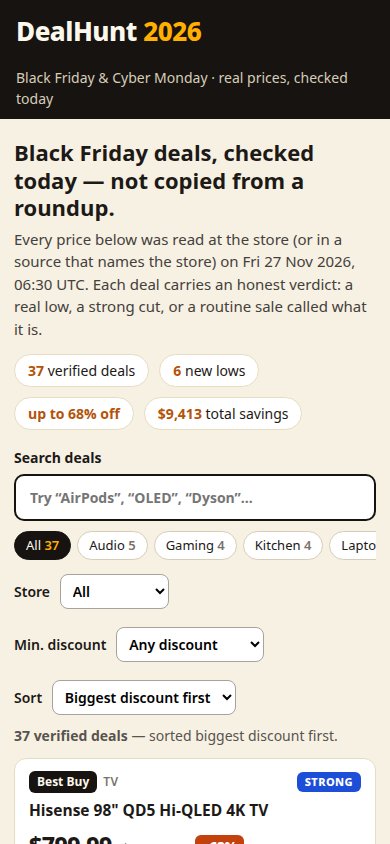 DealHunt 2026
Black Friday & Cyber Monday · real prices, checked
today
Black Friday deals, checked
today — not copied from a
roundup.
Every price below was read at the store (or in a
source that names the store) on Fri 27 Nov 2026,
06:30 UTC. Each deal carries an honest verdict: a
real low, a strong cut, or a routine sale called what
it is.
37 verified deals
6 new lows
up to 68% off
$9,413 total savings
Search deals
Try “AirPods”, “OLED”, “Dyson”…
All 37
Audio 5
Gaming 4
Kitchen 4
Lapto
Store
All
Min. discount
Any discount
Sort
Biggest discount first
37 verified deals — sorted biggest discount first.
Best Buy
TV
STRONG
Hisense 98" QD5 Hi-QLED 4K TV
$799.99